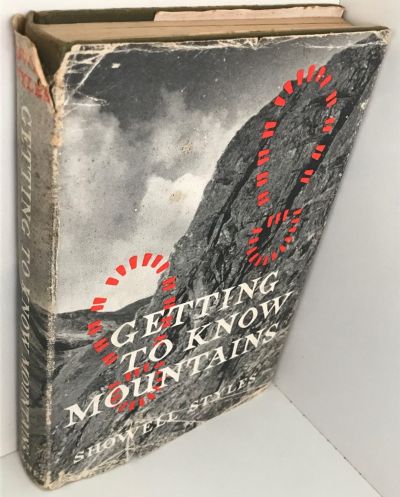 GETTING
TO KNOW
MOUNTAINS
SHOWELL STYLES
GETTING TO KNOW MOUNTAINS